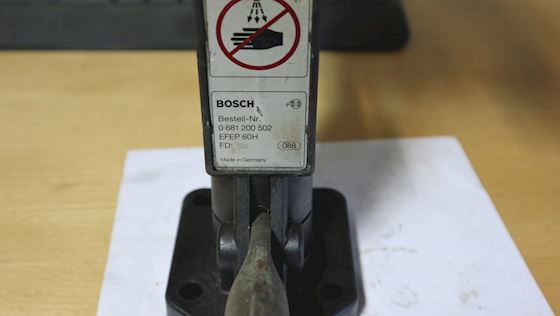 BOSCH
Bestell-Nr.
0 681 200 502
EFEP 60H
FD:
088
Made in Germany